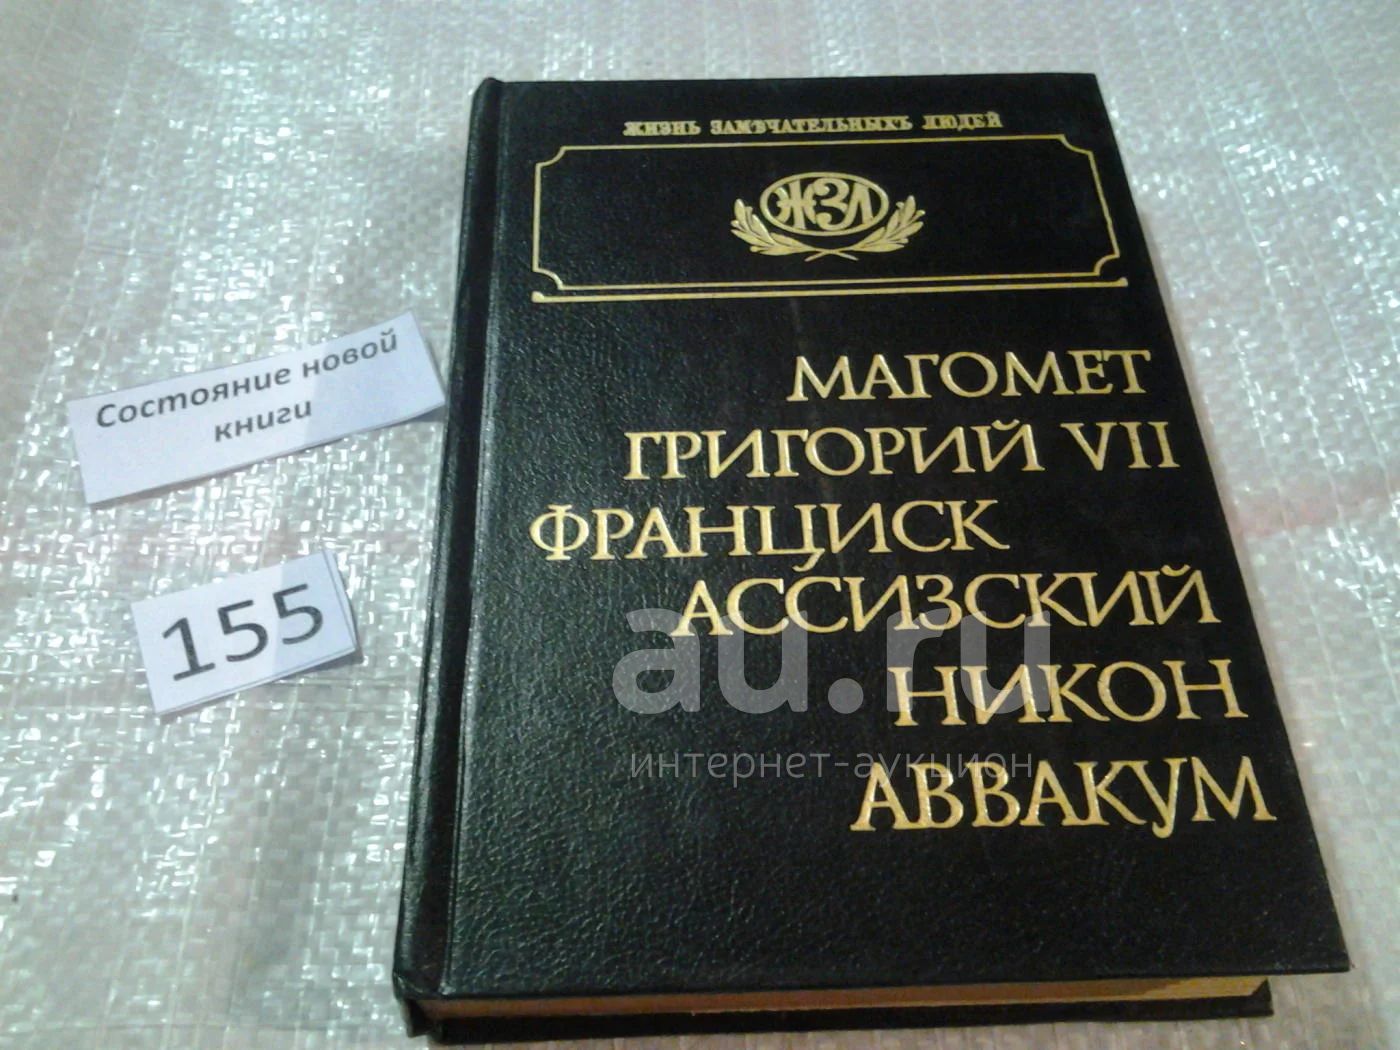 ЖИЗНЬ ЗАМѢЧАТЕЛЬНЫХЪ ЛЮДЕЙ
ЖЗЛ
МАГОМЕТ
ГРИГОРИЙ VII
ФРАНЦИСК
АССИЗСКИЙ
НИКОН
АВВАКУМ
Состояние новой
книги
155
au.ru
интернет-аукцион